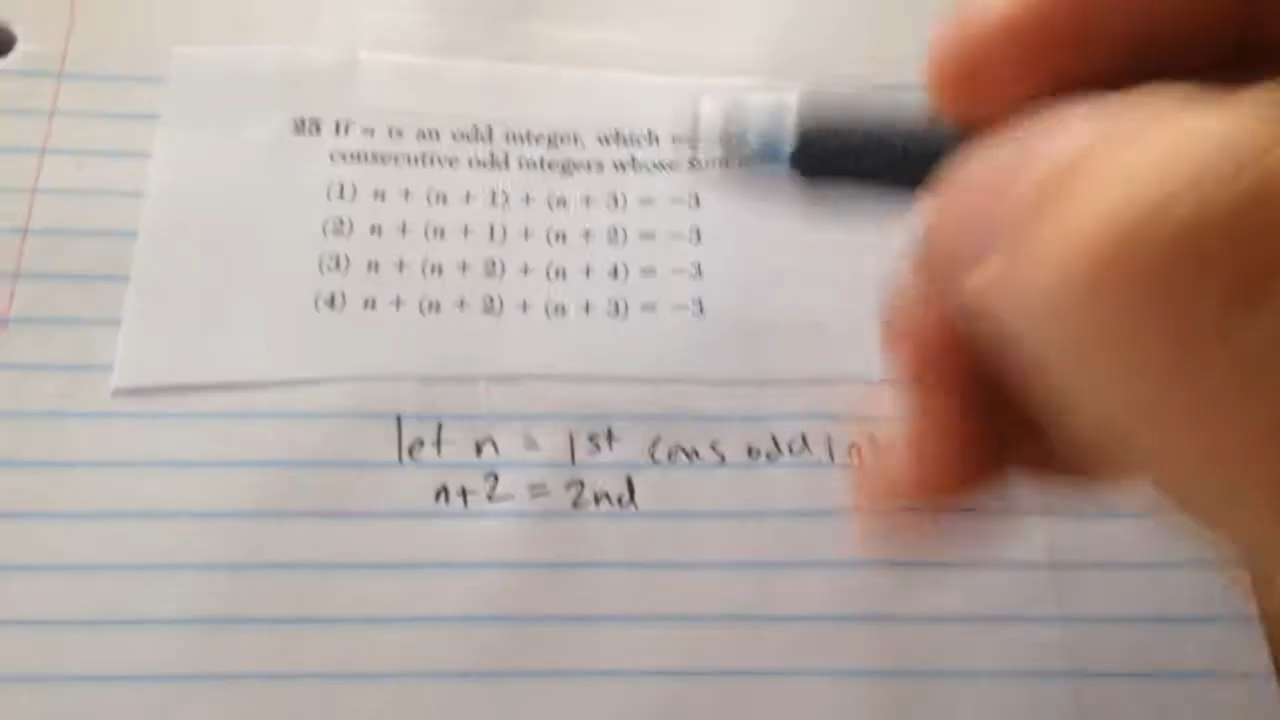 25 If n is an odd integer, which
consecutive odd integers whose sum
(1) n + (n + 1) + (n + 3) = -3
(2) n + (n + 1) + (n + 2) = -3
(3) n + (n + 2) + (n + 4) = -3
(4) n + (n + 2) + (n + 3) = -3
let n = 1st cons odd
n+2 = 2nd